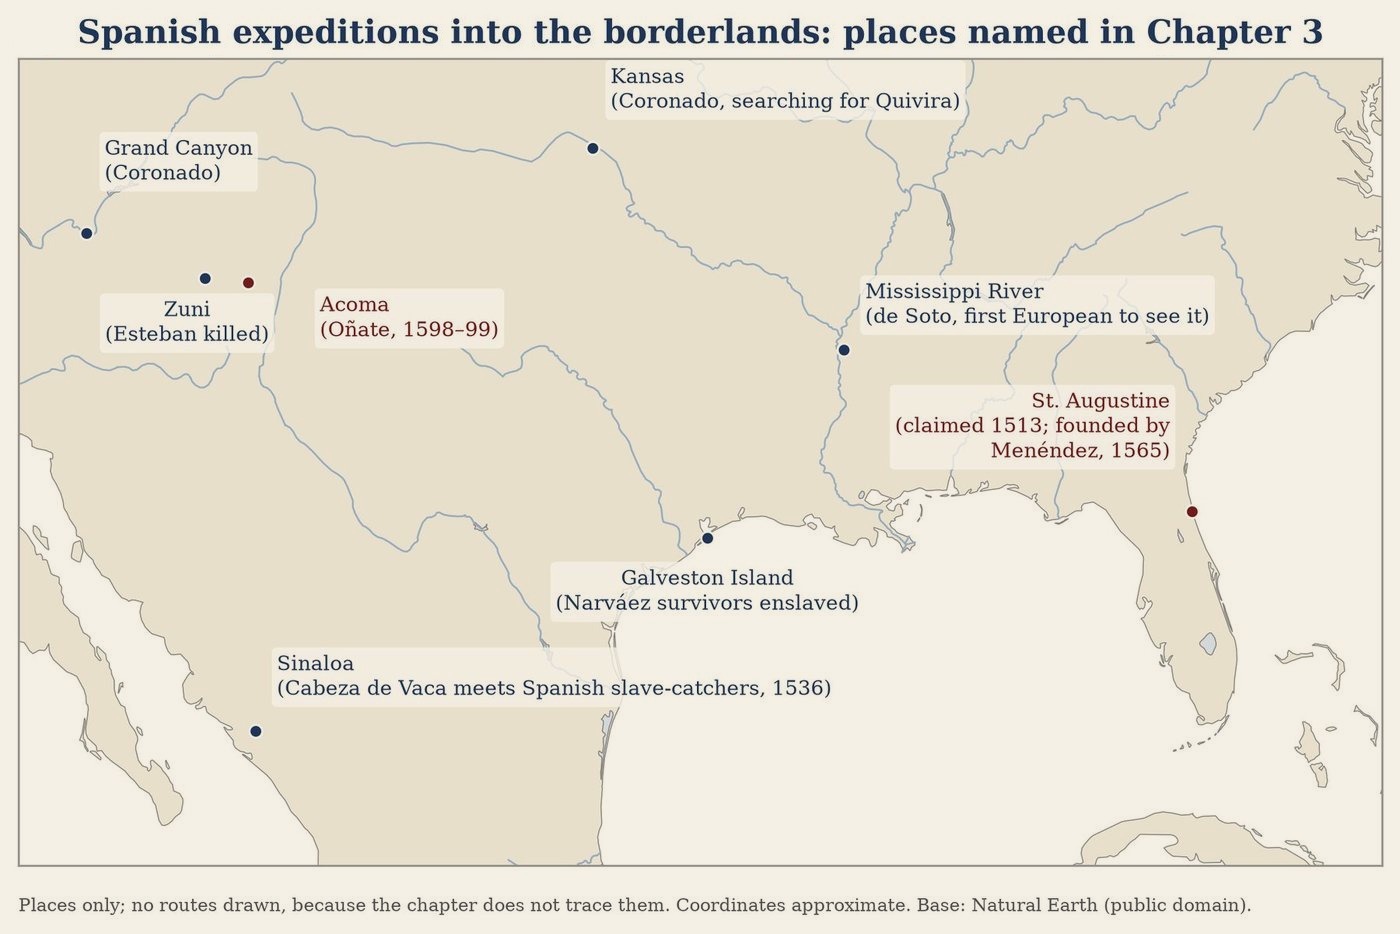 Spanish expeditions into the borderlands: places named in Chapter 3
Kansas
(Coronado, searching for Quivira)
Grand Canyon
(Coronado)
Zuni
(Esteban killed)
Acoma
(Oñate, 1598–99)
Mississippi River
(de Soto, first European to see it)
St. Augustine
(claimed 1513; founded by
Menéndez, 1565)
Galveston Island
(Narváez survivors enslaved)
Sinaloa
(Cabeza de Vaca meets Spanish slave-catchers, 1536)
Places only; no routes drawn, because the chapter does not trace them. Coordinates approximate. Base: Natural Earth (public domain).